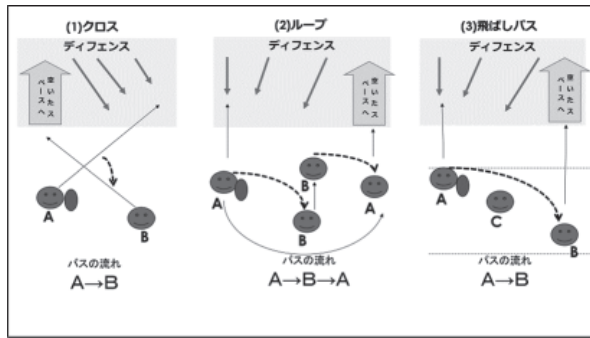 (1)クロス
ディフェンス
空いたス
ペースへ
A
B
パスの流れ
A→B
(2)ループ
ディフェンス
空いたス
ペースへ
A
B
B
A
パスの流れ
A→B→A
(3)飛ばしパス
ディフェンス
空いたス
ペースへ
A
C
B
パスの流れ
A→B